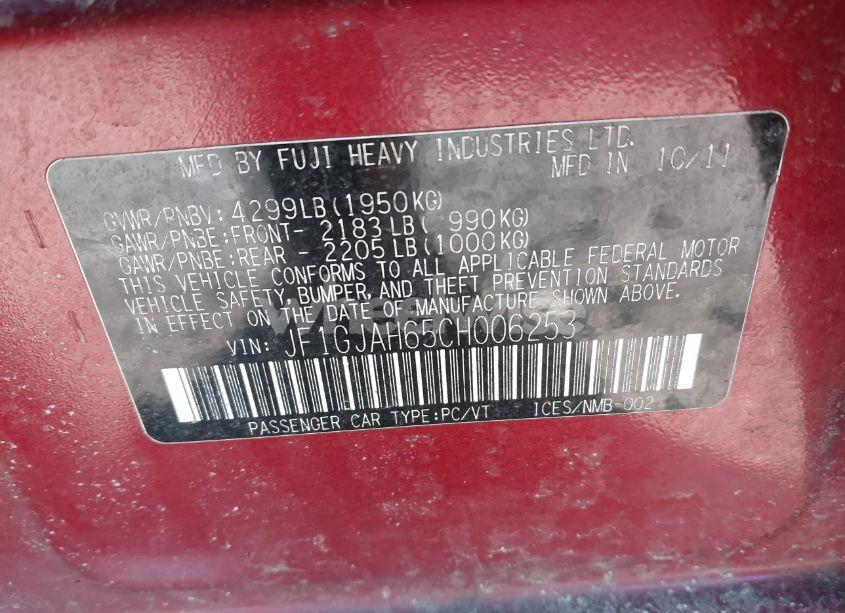 MFD BY FUJI HEAVY INDUSTRIES LTD.
MFD IN 10/11
GVWR/PNBV: 4299LB(1950KG)
GAWR/PNBE:FRONT- 2183LB( 990KG)
GAWR/PNBE:REAR - 2205LB(1000KG)
THIS VEHICLE CONFORMS TO ALL APPLICABLE FEDERAL MOTOR
VEHICLE SAFETY, BUMPER, AND THEFT PREVENTION STANDARDS
IN EFFECT ON THE DATE OF MANUFACTURE SHOWN ABOVE.
VIN: JF1GJAH65CH006253
PASSENGER CAR TYPE:PC/VT ICES/NMB-002